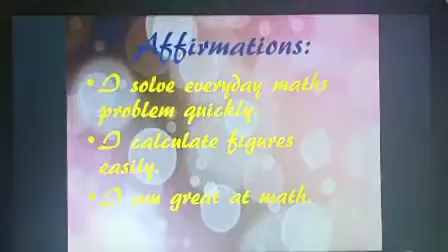 Affirmations:
• I solve everyday maths
problem quickly.
• I calculate figures
easily.
• I am great at math.